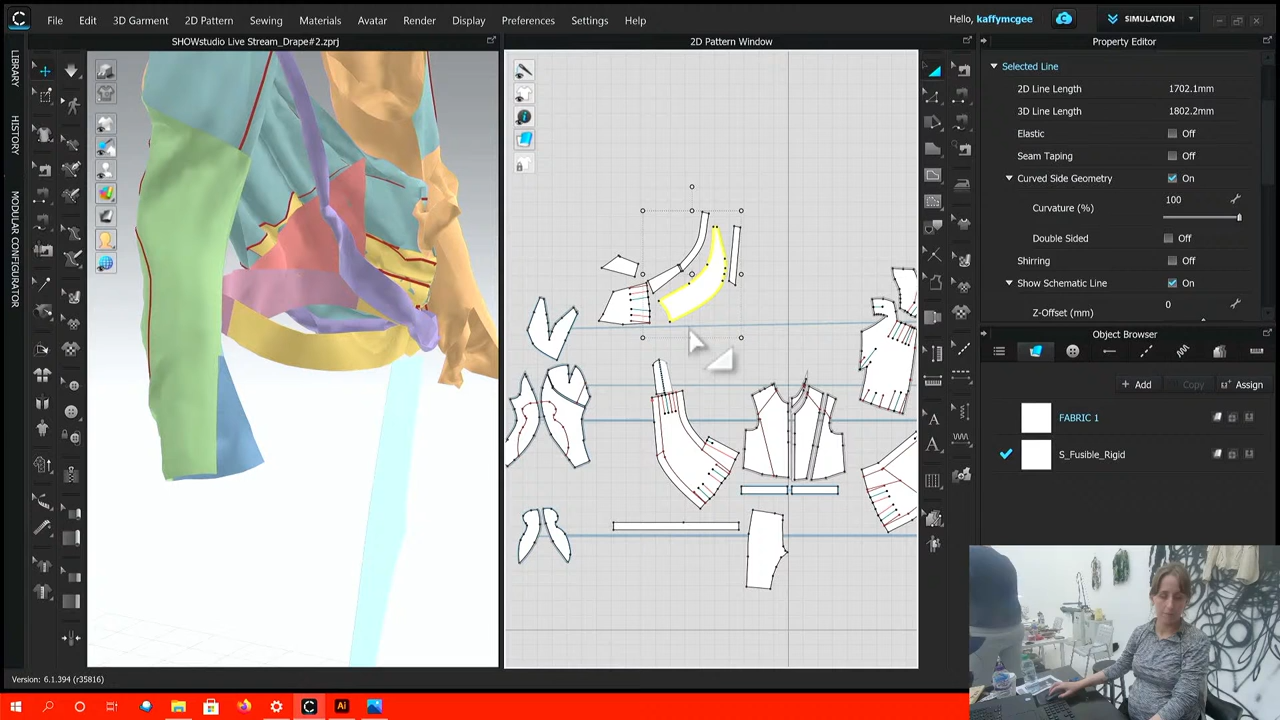 File Edit 3D Garment 2D Pattern Sewing Materials Avatar Render Display Preferences Settings Help
Hello, kaffymcgee
SIMULATION
SHOWstudio Live Stream_Drape#2.zprj
2D Pattern Window
Property Editor
LIBRARY
HISTORY
MODULAR CONFIGURATOR
Selected Line
2D Line Length 1702.1mm
3D Line Length 1802.2mm
Elastic Off
Seam Taping Off
Curved Side Geometry On
Curvature (%) 100
Double Sided Off
Shirring Off
Show Schematic Line On
Z-Offset (mm) 0
Object Browser
+ Add Copy Assign
FABRIC 1
S_Fusible_Rigid
Version: 6.1.394 (r35816)
Ai